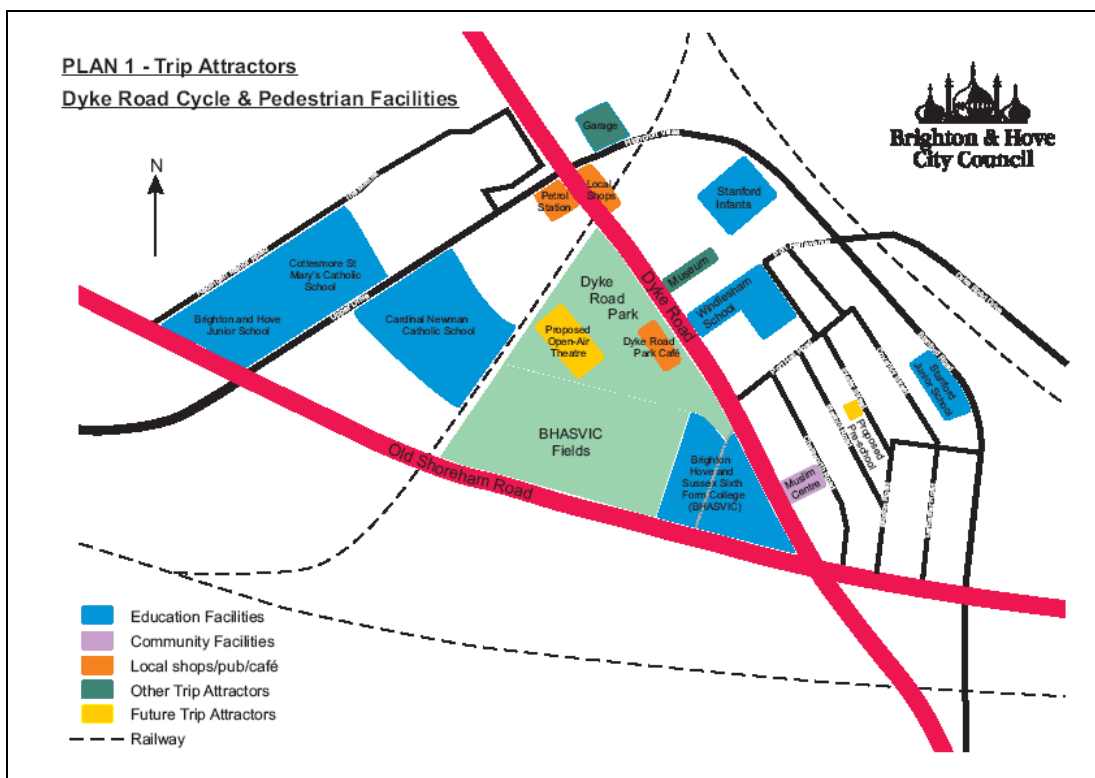 PLAN 1 - Trip Attractors
Dyke Road Cycle & Pedestrian Facilities
Brighton & Hove
City Council
N
Garage
Petrol
Station
Local
Shops
Stanford
Infants
Cottesmore St
Mary's Catholic
School
Brighton and Hove
Junior School
Upper Drive
Cardinal Newman
Catholic School
Dyke
Road
Park
Museum
Dyke Road
Windlesham
School
Proposed
Open-Air
Theatre
Dyke Road
Park Café
Stanford
Junior School
Proposed
Pre-school
BHASVIC
Fields
Brighton
Hove and
Sussex Sixth
Form College
(BHASVIC)
Muslim
Centre
Old Shoreham Road
Education Facilities
Community Facilities
Local shops/pub/café
Other Trip Attractors
Future Trip Attractors
Railway